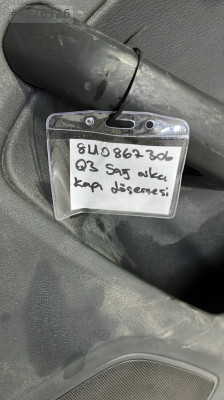 8U0867306
Q3 Sağ arka
kapı döşemesi